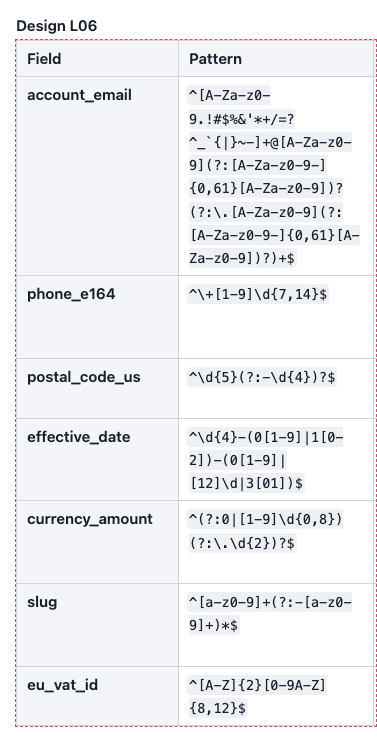 Design L06
Field Pattern
account_email ^[A-Za-z0-
9.!#$%&'*+/=?
^_`{|}~-]+@[A-Za-z0-
9](?:[A-Za-z0-9-]
{0,61}[A-Za-z0-9])?
(?:\.[A-Za-z0-9](?:
[A-Za-z0-9-]{0,61}[A-
Za-z0-9])?)+$
phone_e164 ^\+[1-9]\d{7,14}$
postal_code_us ^\d{5}(?:-\d{4})?$
effective_date ^\d{4}-(0[1-9]|1[0-
2])-(0[1-9]|
[12]\d|3[01])$
currency_amount ^(?:0|[1-9]\d{0,8})
(?:\.\d{2})?$
slug ^[a-z0-9]+(?:-[a-z0-
9]+)*$
eu_vat_id ^[A-Z]{2}[0-9A-Z]
{8,12}$